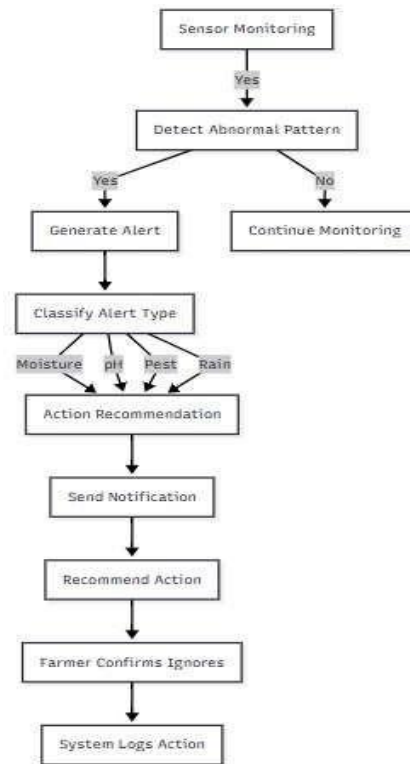 Sensor Monitoring
Yes
Detect Abnormal Pattern
Yes
No
Generate Alert
Continue Monitoring
Classify Alert Type
Moisture
pH
Pest
Rain
Action Recommendation
Send Notification
Recommend Action
Farmer Confirms Ignores
System Logs Action